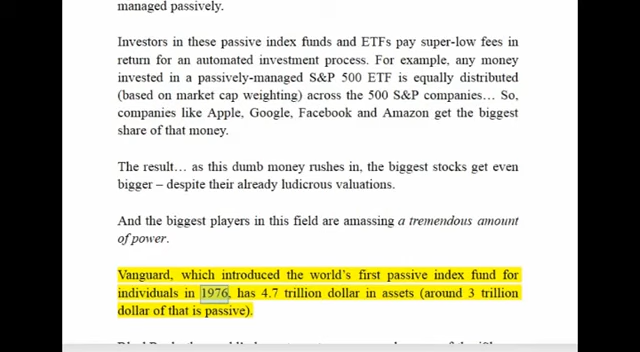 managed passively.
Investors in these passive index funds and ETFs pay super-low fees in
return for an automated investment process. For example, any money
invested in a passively-managed S&P 500 ETF is equally distributed
(based on market cap weighting) across the 500 S&P companies… So,
companies like Apple, Google, Facebook and Amazon get the biggest
share of that money.
The result… as this dumb money rushes in, the biggest stocks get even
bigger – despite their already ludicrous valuations.
And the biggest players in this field are amassing a tremendous amount
of power.
Vanguard, which introduced the world's first passive index fund for
individuals in 1976, has 4.7 trillion dollar in assets (around 3 trillion
dollar of that is passive).